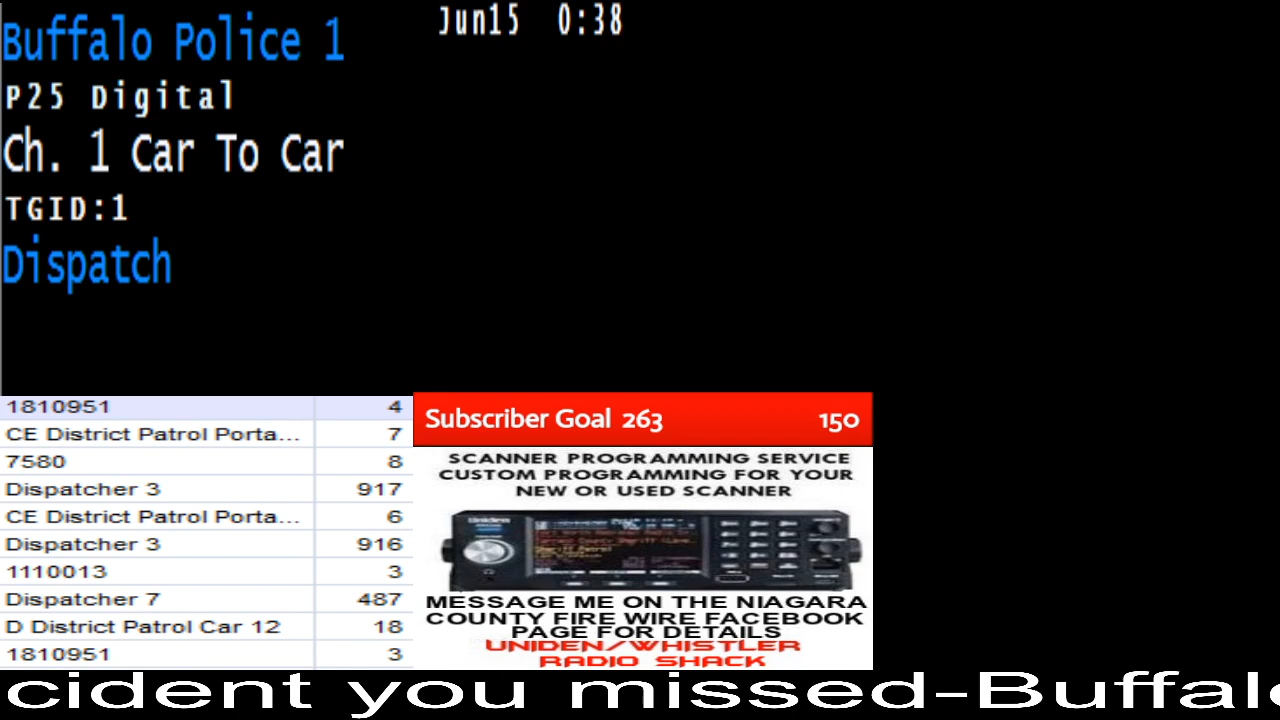 Buffalo Police 1
Jun15 0:38
P25 Digital
Ch. 1 Car To Car
TGID:1
Dispatch
1810951 4
CE District Patrol Porta... 7
7580 8
Dispatcher 3 917
CE District Patrol Porta... 6
Dispatcher 3 916
1110013 3
Dispatcher 7 487
D District Patrol Car 12 18
1810951 3
Subscriber Goal 263 150
SCANNER PROGRAMMING SERVICE
CUSTOM PROGRAMMING FOR YOUR
NEW OR USED SCANNER
Uniden
MESSAGE ME ON THE NIAGARA
COUNTY FIRE WIRE FACEBOOK
PAGE FOR DETAILS
UNIDEN/WHISTLER
RADIO SHACK
cident you missed-Buffalo